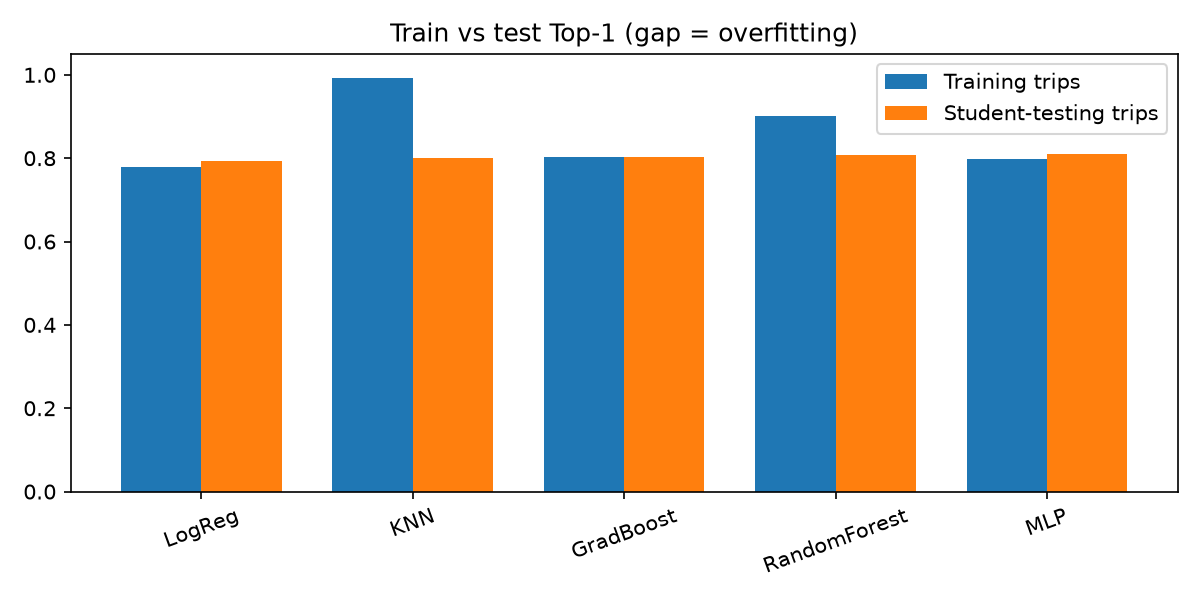 Train vs test Top-1 (gap = overfitting)
Training trips
Student-testing trips
1.0
0.8
0.6
0.4
0.2
0.0
LogReg
KNN
GradBoost
RandomForest
MLP